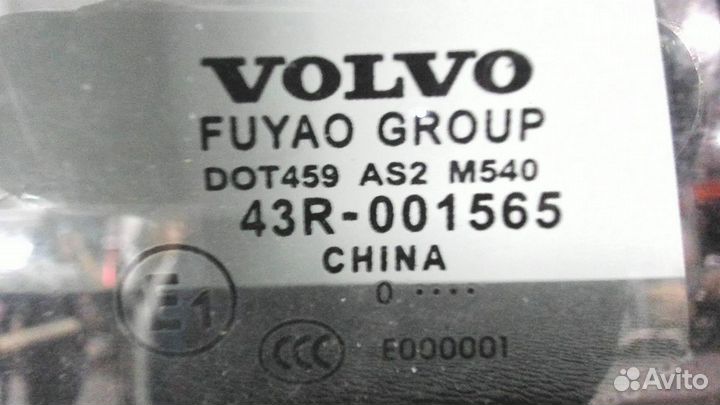 VOLVO
FUYAO GROUP
DOT459 AS2 M540
43R-001565
CHINA
0 ····
E1
CCC E000001
Avito